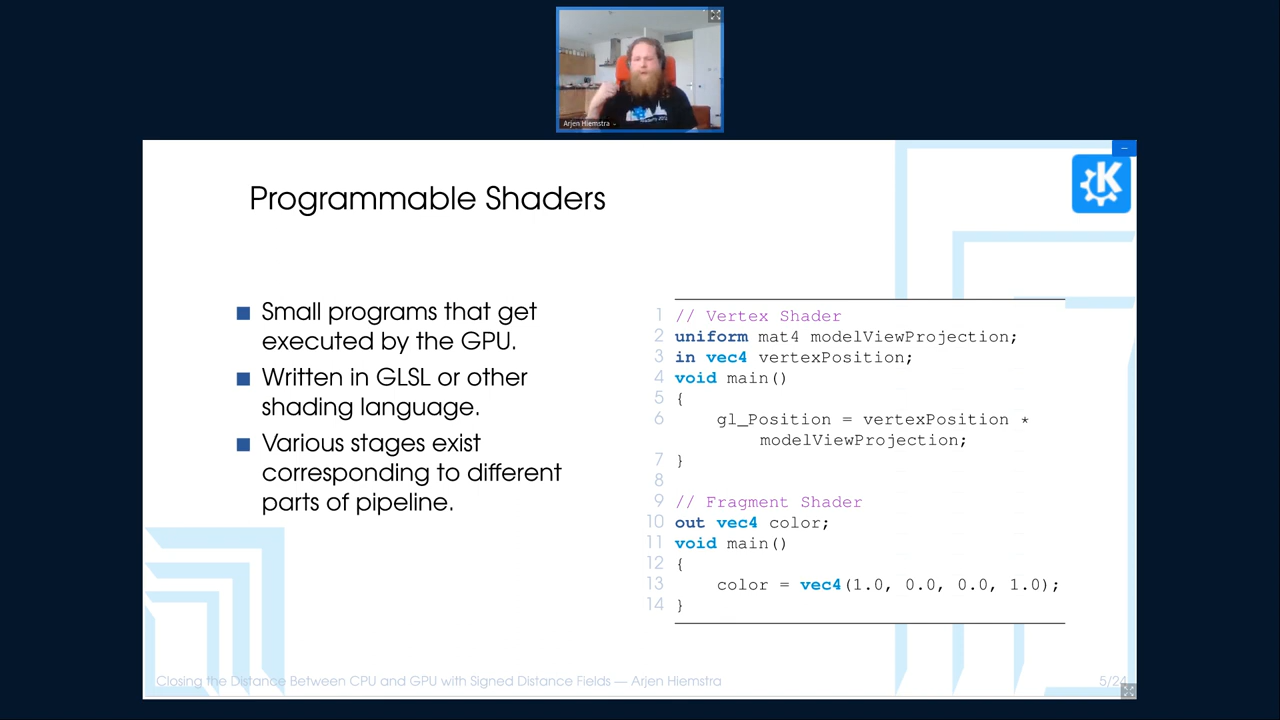 Arjen Hiemstra
Programmable Shaders
Small programs that get
executed by the GPU.
Written in GLSL or other
shading language.
Various stages exist
corresponding to different
parts of pipeline.
1 // Vertex Shader
2 uniform mat4 modelViewProjection;
3 in vec4 vertexPosition;
4 void main()
5 {
6 gl_Position = vertexPosition *
modelViewProjection;
7 }
8
9 // Fragment Shader
10 out vec4 color;
11 void main()
12 {
13 color = vec4(1.0, 0.0, 0.0, 1.0);
14 }
Closing the Distance Between CPU and GPU with Signed Distance Fields — Arjen Hiemstra
5/24